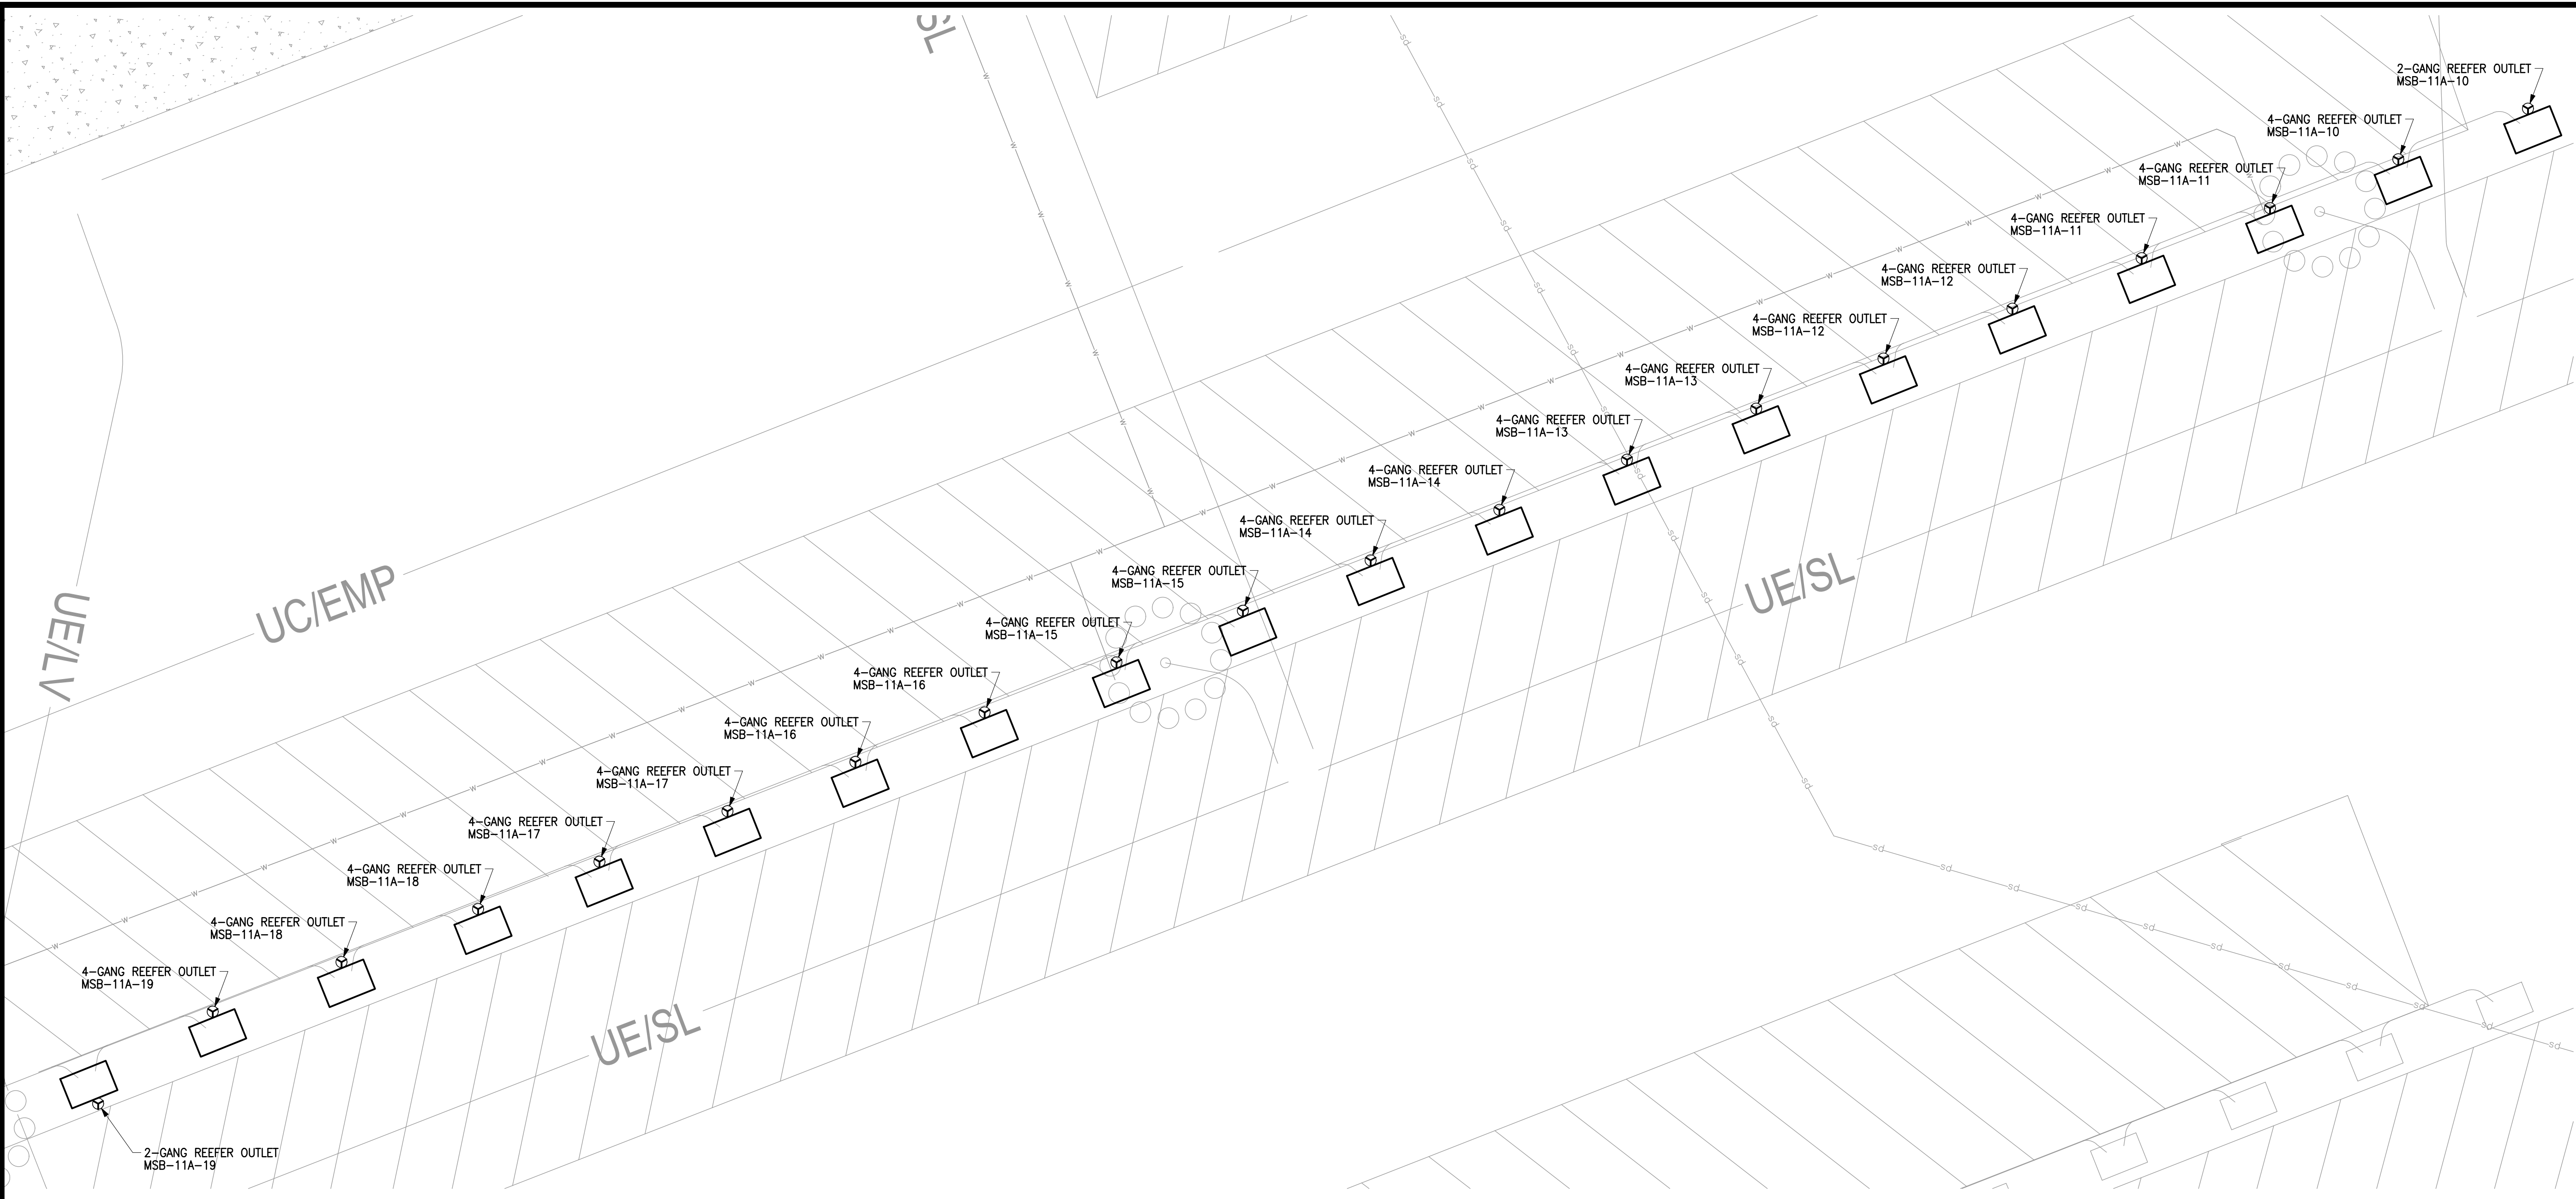 SL
2-GANG REEFER OUTLET
MSB-11A-10
4-GANG REEFER OUTLET
MSB-11A-10
4-GANG REEFER OUTLET
MSB-11A-11
4-GANG REEFER OUTLET
MSB-11A-11
4-GANG REEFER OUTLET
MSB-11A-12
4-GANG REEFER OUTLET
MSB-11A-12
4-GANG REEFER OUTLET
MSB-11A-13
4-GANG REEFER OUTLET
MSB-11A-13
4-GANG REEFER OUTLET
MSB-11A-14
4-GANG REEFER OUTLET
MSB-11A-14
4-GANG REEFER OUTLET
MSB-11A-15
4-GANG REEFER OUTLET
MSB-11A-15
4-GANG REEFER OUTLET
MSB-11A-16
4-GANG REEFER OUTLET
MSB-11A-16
4-GANG REEFER OUTLET
MSB-11A-17
4-GANG REEFER OUTLET
MSB-11A-17
4-GANG REEFER OUTLET
MSB-11A-18
4-GANG REEFER OUTLET
MSB-11A-18
4-GANG REEFER OUTLET
MSB-11A-19
2-GANG REEFER OUTLET
MSB-11A-19
UE/LV
UC/EMP
UE/SL
UE/SL